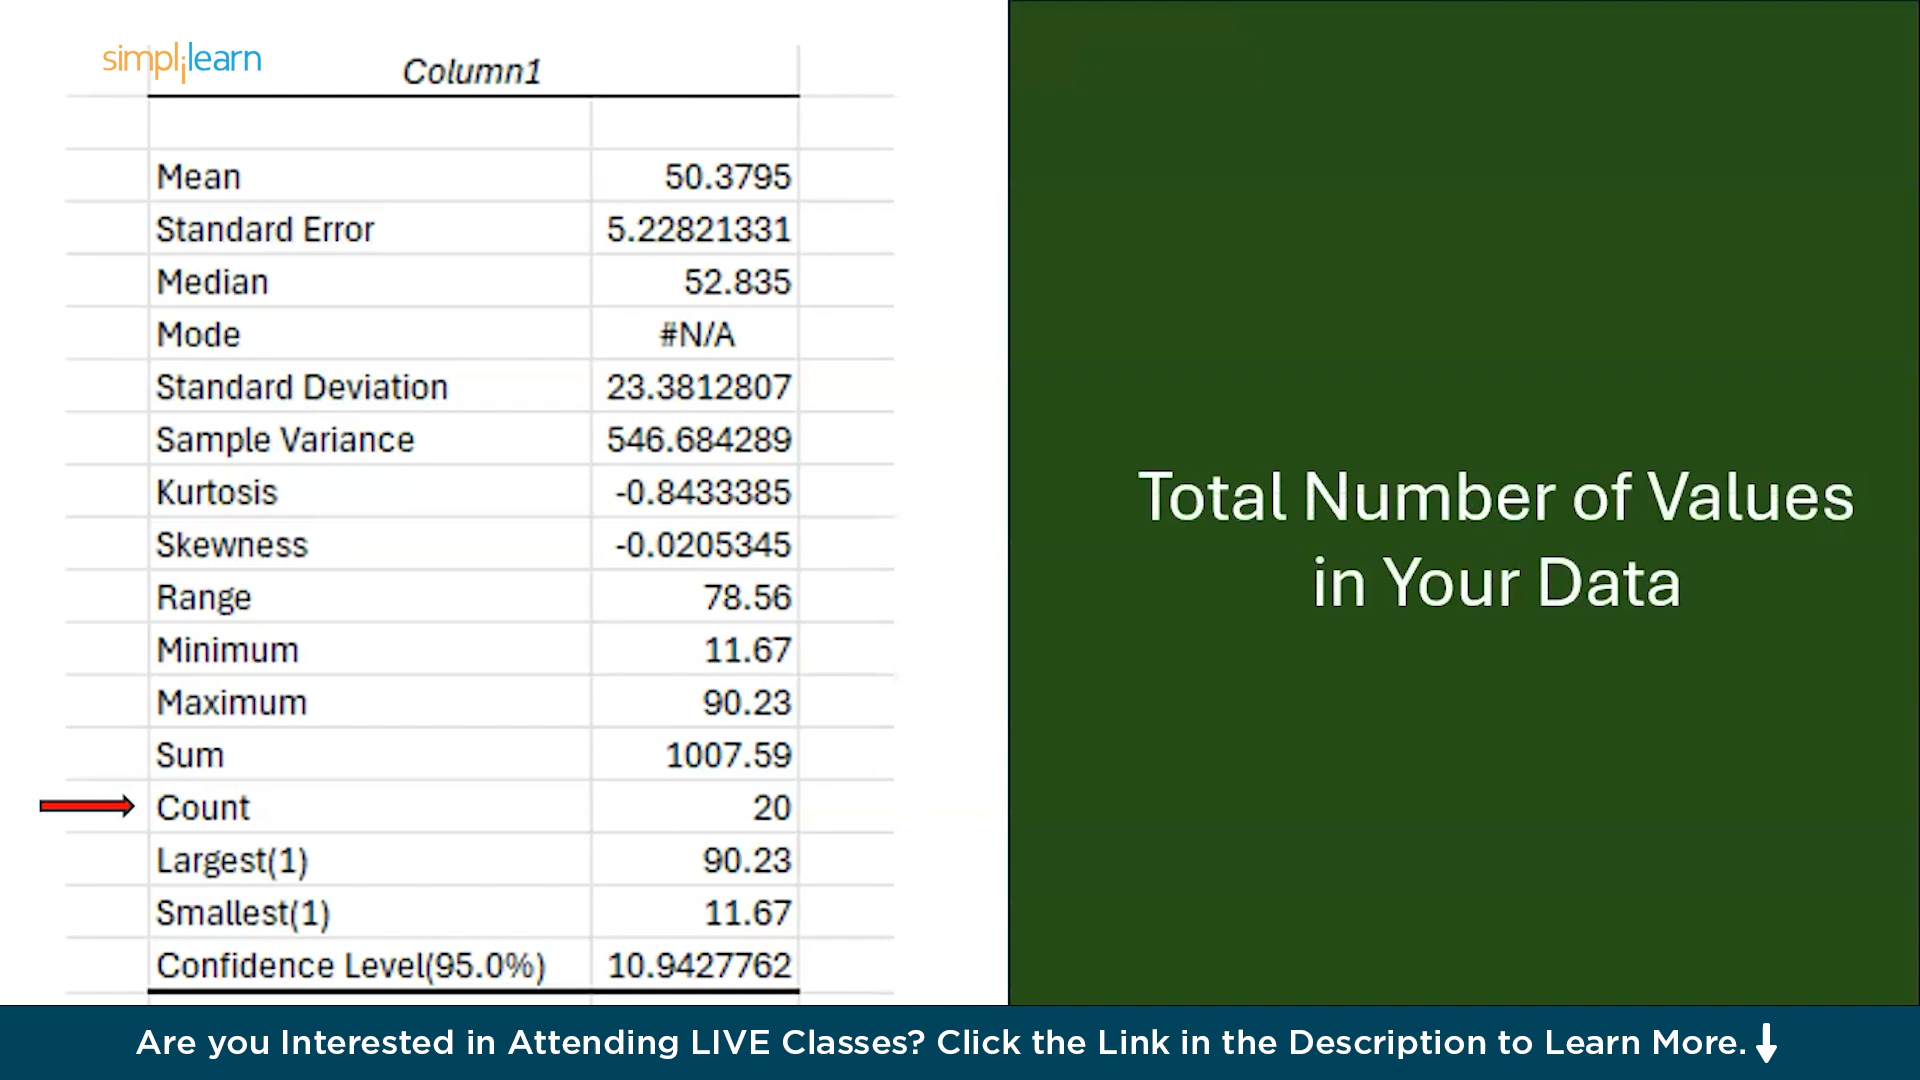 simplilearn
Column1
Mean 50.3795
Standard Error 5.22821331
Median 52.835
Mode #N/A
Standard Deviation 23.3812807
Sample Variance 546.684289
Kurtosis -0.8433385
Skewness -0.0205345
Range 78.56
Minimum 11.67
Maximum 90.23
Sum 1007.59
Count 20
Largest(1) 90.23
Smallest(1) 11.67
Confidence Level(95.0%) 10.9427762
Total Number of Values
in Your Data
Are you Interested in Attending LIVE Classes? Click the Link in the Description to Learn More.